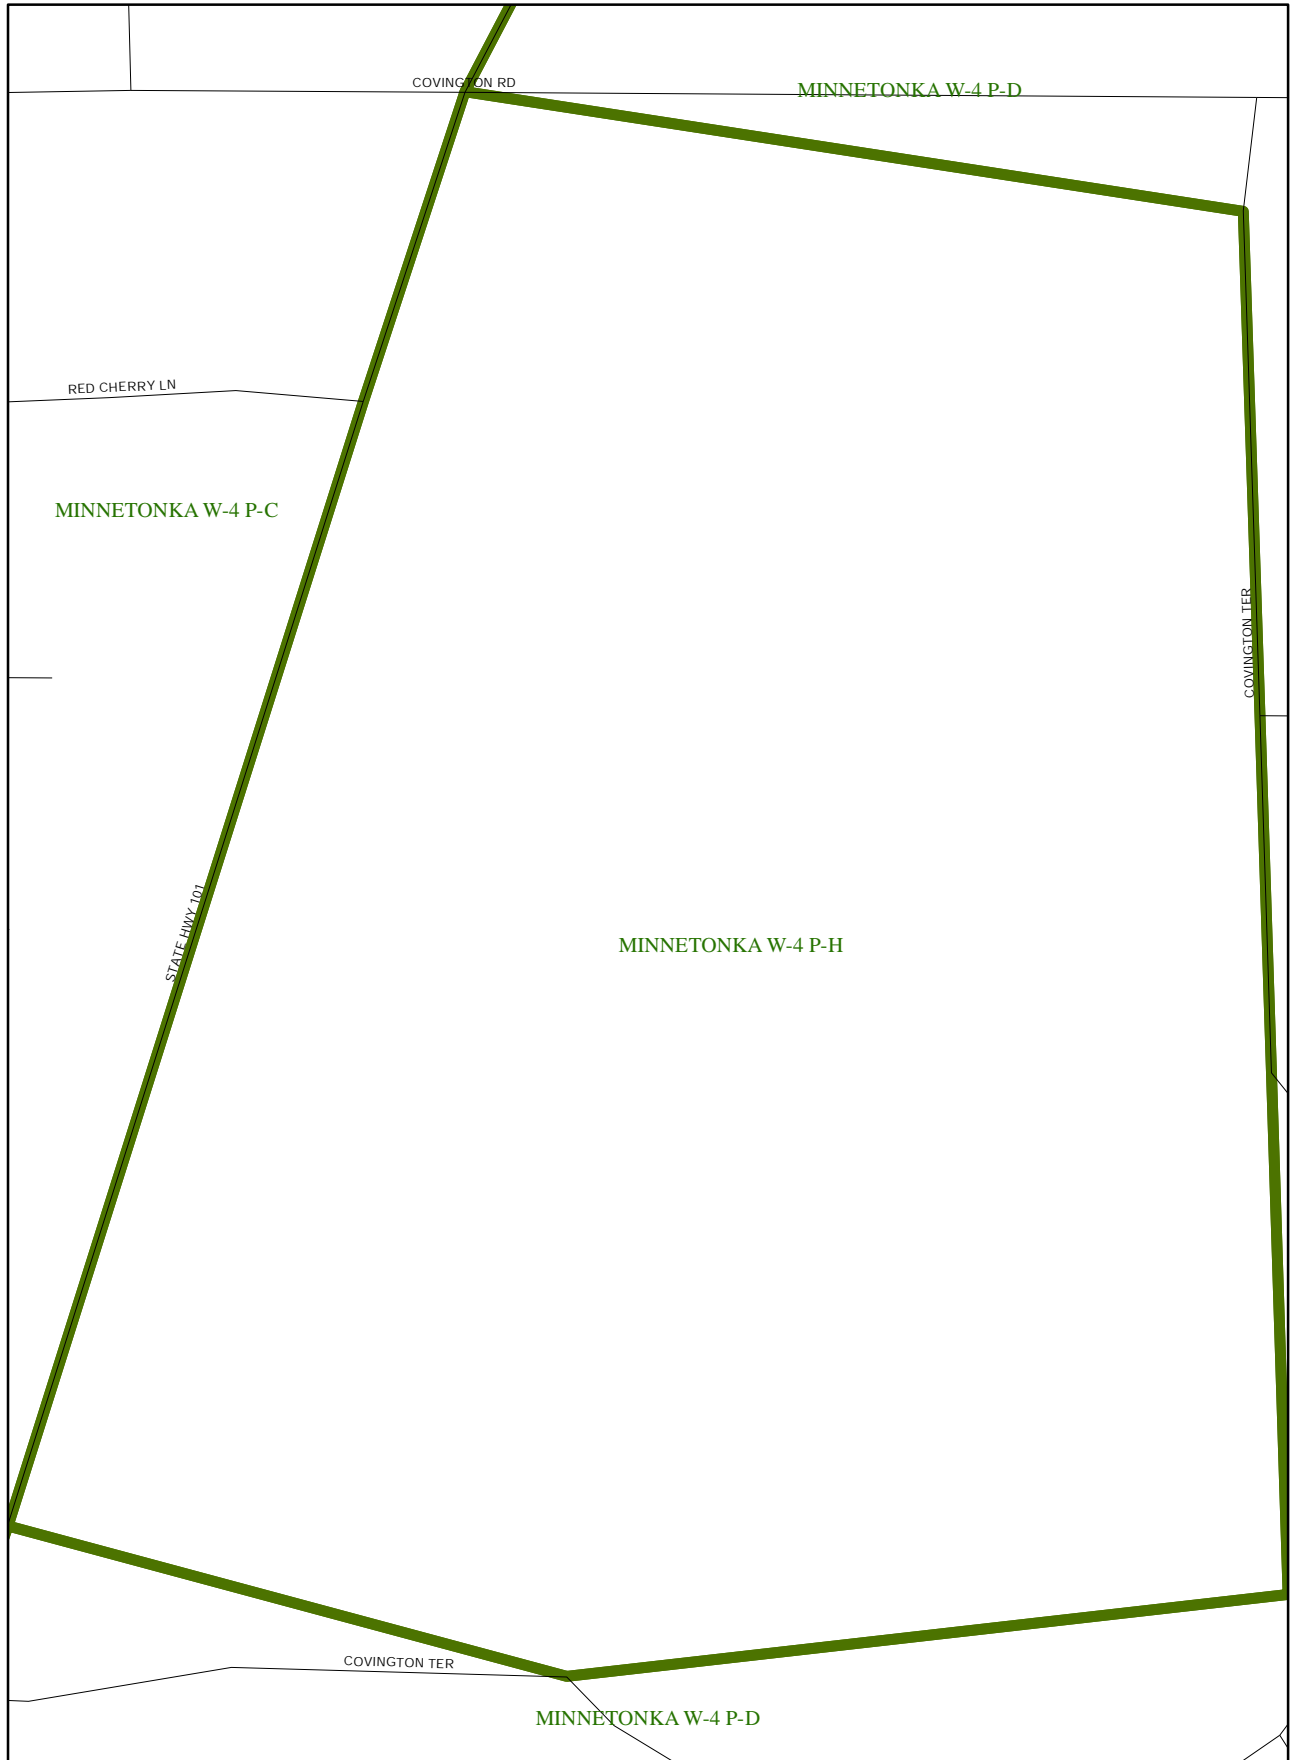 COVINGTON RD
MINNETONKA W-4 P-D
RED CHERRY LN
MINNETONKA W-4 P-C
COVINGTON TER
STATE HWY 101
MINNETONKA W-4 P-H
COVINGTON TER
MINNETONKA W-4 P-D